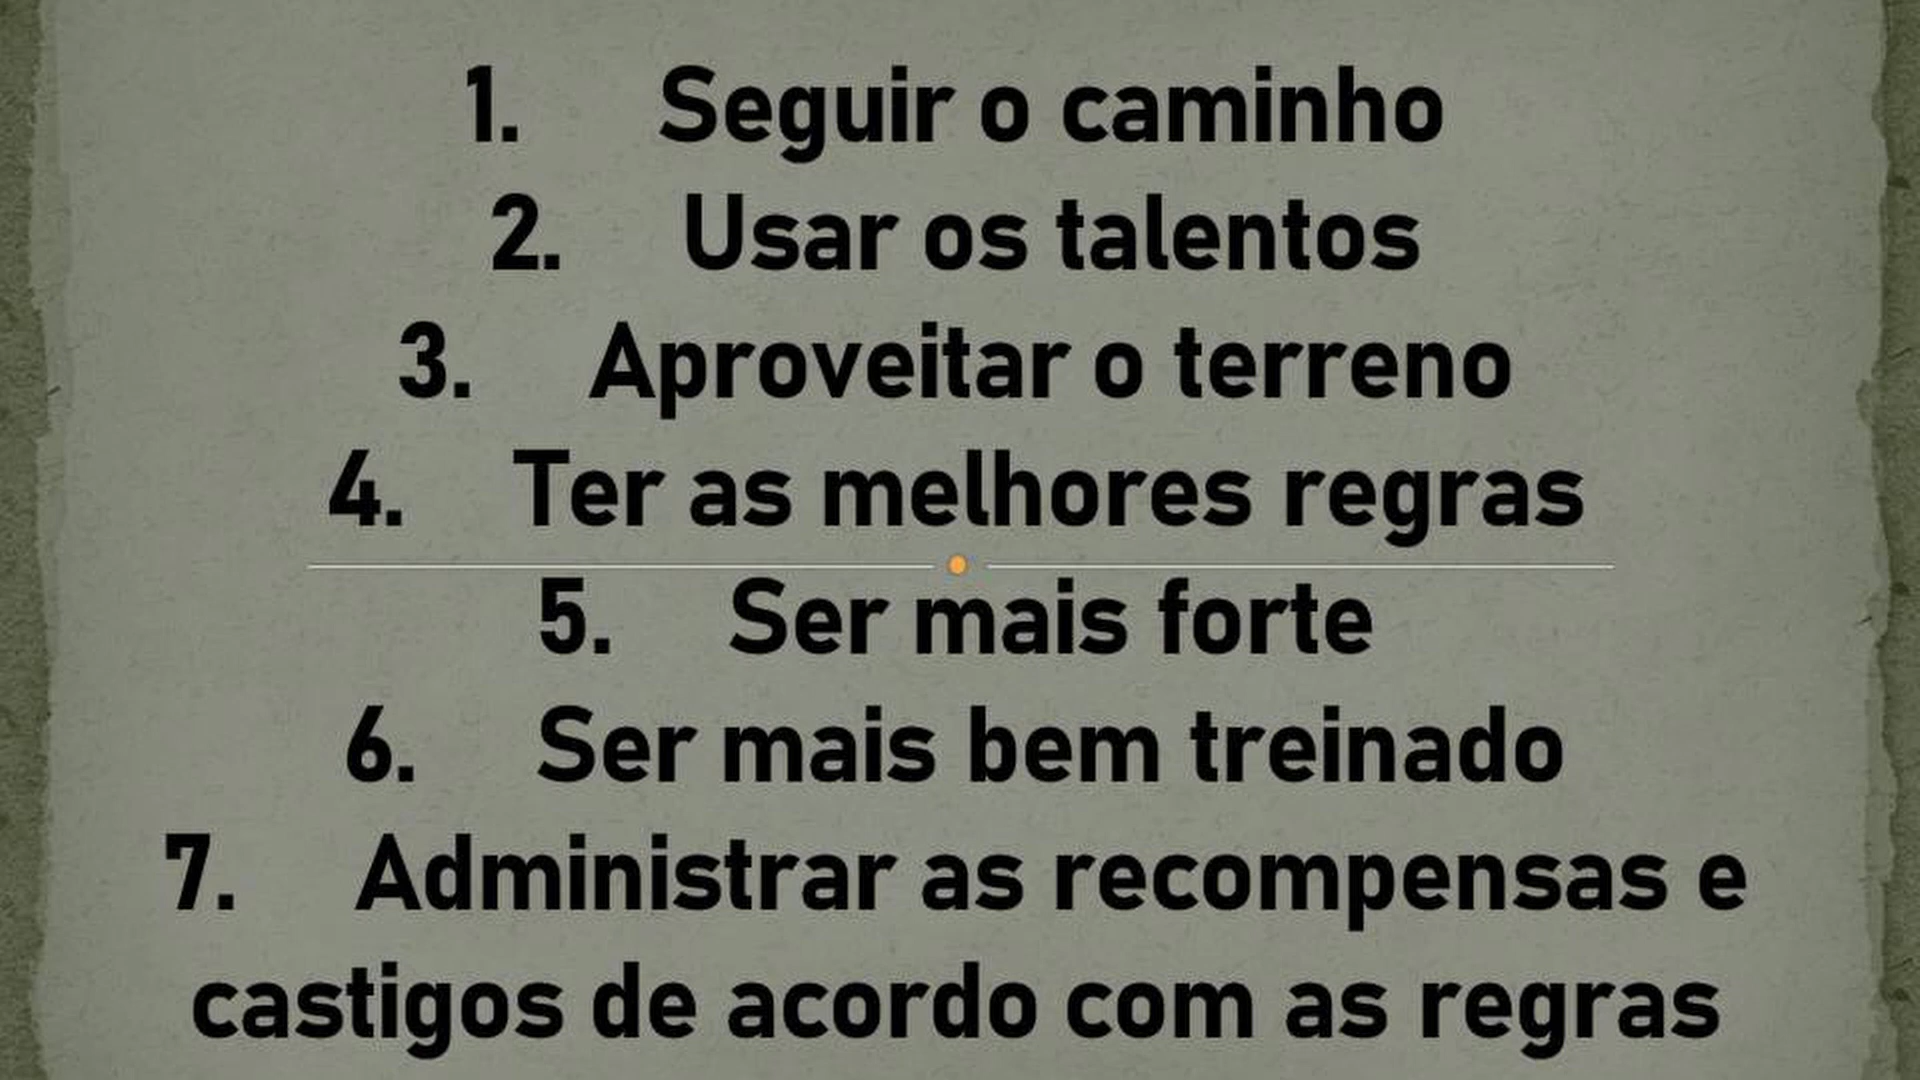 1. Seguir o caminho
2. Usar os talentos
3. Aproveitar o terreno
4. Ter as melhores regras
5. Ser mais forte
6. Ser mais bem treinado
7. Administrar as recompensas e
castigos de acordo com as regras